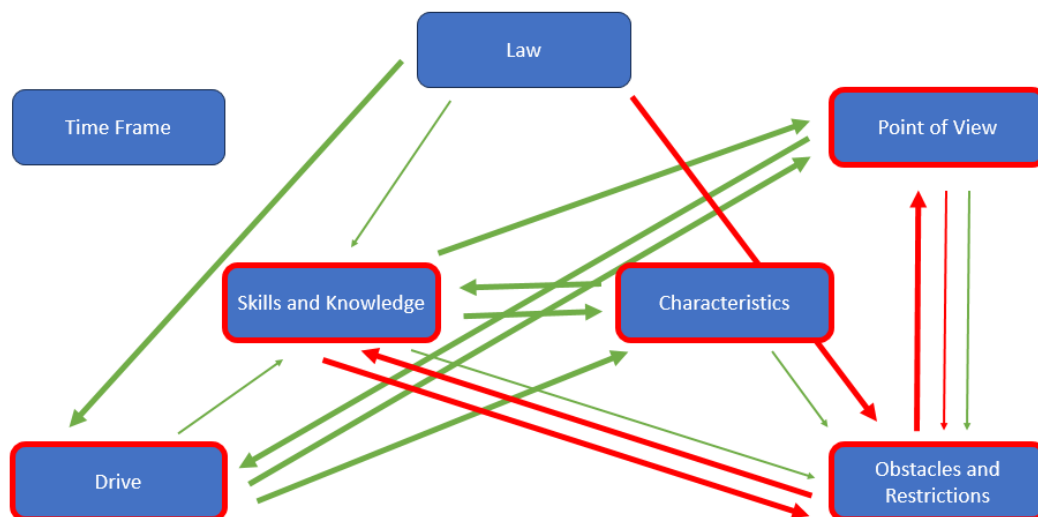 Law
Time Frame
Point of View
Skills and Knowledge
Characteristics
Drive
Obstacles and
Restrictions